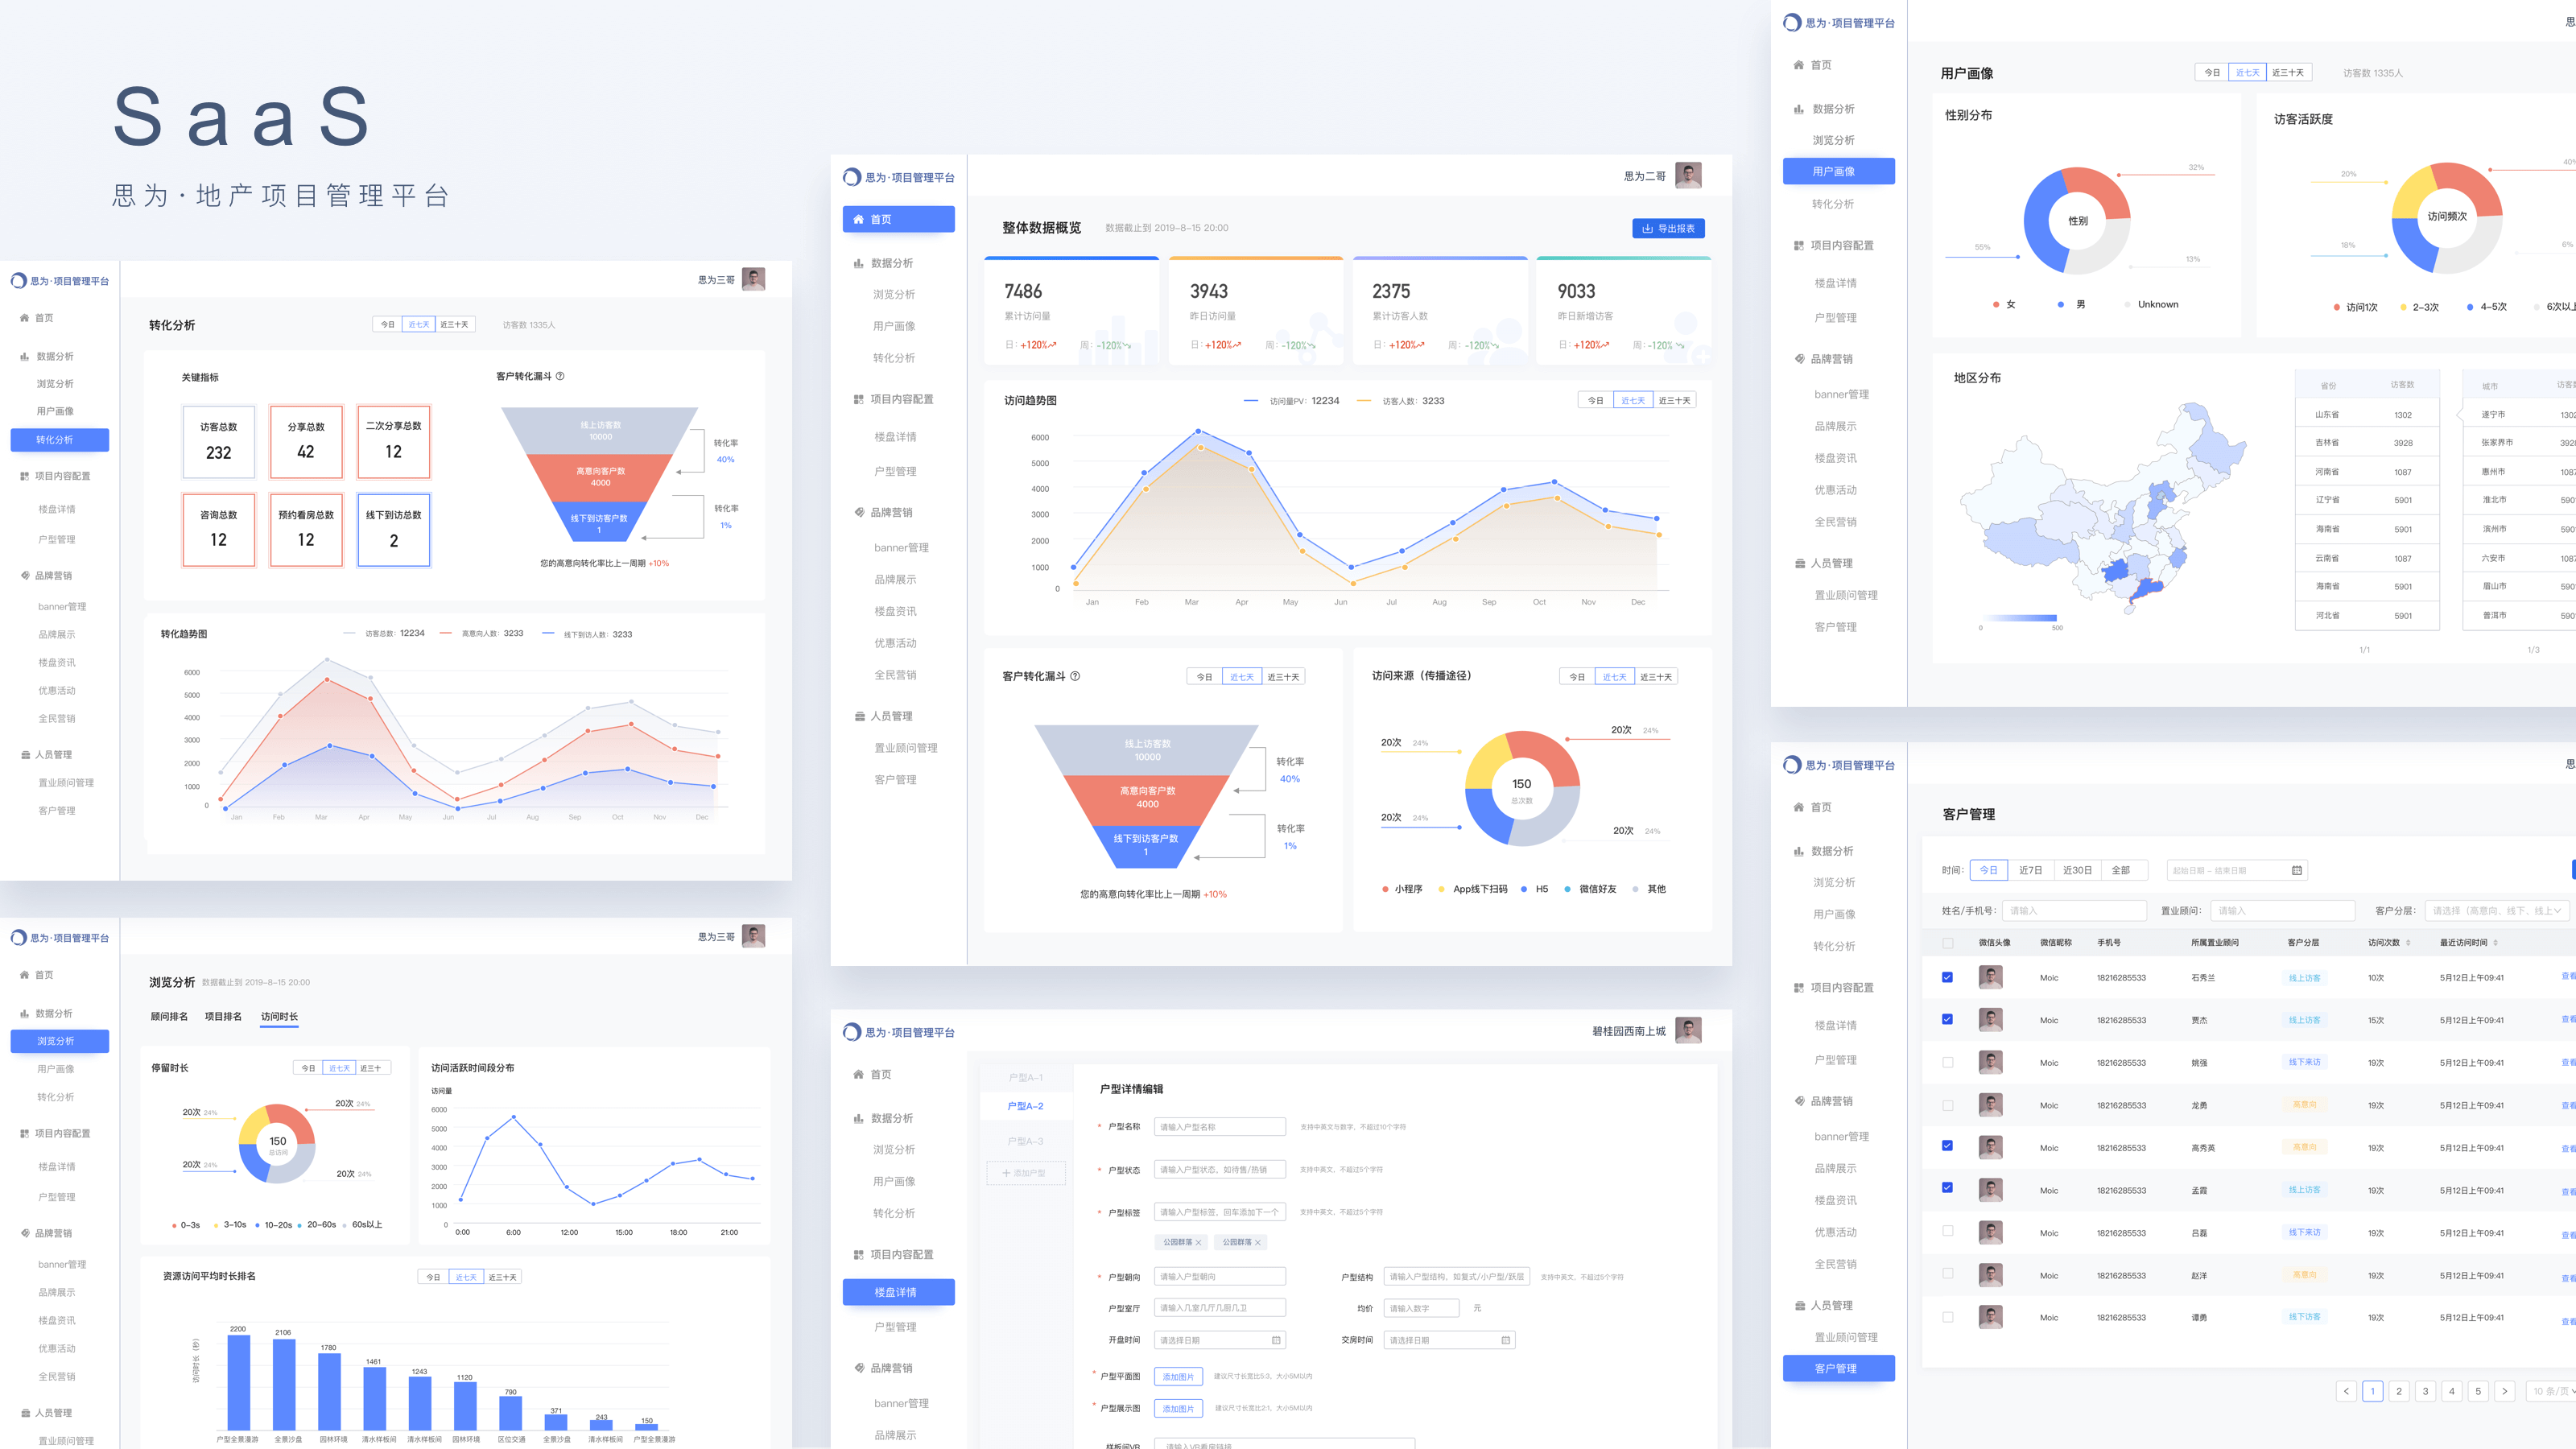 SaaS
思为·地产项目管理平台
思为·项目管理平台
首页
数据分析
浏览分析
用户画像
转化分析
项目内容配置
楼盘详情
户型管理
品牌营销
banner管理
品牌展示
楼盘资讯
优惠活动
全民营销
人员管理
置业顾问管理
客户管理
思为三哥
转化分析 今日 近七天 近三十天 访客数 1335人
关键指标
访客总数 232
分享总数 42
二次分享总数 12
咨询总数 12
预约看房总数 12
线下到访总数 2
客户转化漏斗
线上访客数
10000
高意向客户数
4000
线下到访客户数
1
转化率
40%
转化率
1%
您的高意向转化率比上一周期 +10%
转化趋势图 访客总数: 12234 高意向人数: 3233 线下到访人数: 3233
6000
5000
4000
3000
2000
1000
0
Jan Feb Mar Apr May Jun Jul Aug Sep Oct Nov Dec
思为·项目管理平台
首页
数据分析
浏览分析
用户画像
转化分析
项目内容配置
楼盘详情
户型管理
品牌营销
banner管理
品牌展示
楼盘资讯
优惠活动
全民营销
人员管理
置业顾问管理
思为三哥
浏览分析 数据截止到 2019-8-15 20:00
顾问排名 项目排名 访问时长
停留时长 今日 近七天 近三十
20次 24%
20次 24%
150
总访问
20次 24%
20次 24%
0-3s 3-10s 10-20s 20-60s 60s以上
访问活跃时间段分布
访问量
6000
5000
4000
3000
2000
1000
0
0:00 6:00 12:00 15:00 18:00 21:00
资源访问平均时长排名 今日 近七天 近三十天
访问时长（秒）
2200 2106 1780 1461 1243 1120 790 371 243 150
户型全景漫游 全景沙盘 园林环境 清水样板间 清水样板间 园林环境 区位交通 全景沙盘 清水样板间 户型全景漫游
思为·项目管理平台
首页
数据分析
浏览分析
用户画像
转化分析
项目内容配置
楼盘详情
户型管理
品牌营销
banner管理
品牌展示
楼盘资讯
优惠活动
全民营销
人员管理
置业顾问管理
客户管理
思为二哥
整体数据概览 数据截止到 2019-8-15 20:00 导出报表
7486
累计访问量
日: +120% 周: -120%
3943
昨日访问量
日: +120% 周: -120%
2375
累计访客人数
日: +120% 周: -120%
9033
昨日新增访客
日: +120% 周: -120%
访问趋势图 访问量PV: 12234 访客人数: 3233 今日 近七天 近三十天
6000
5000
4000
3000
2000
1000
0
Jan Feb Mar Apr May Jun Jul Aug Sep Oct Nov Dec
客户转化漏斗 今日 近七天 近三十天
线上访客数
10000
高意向客户数
4000
线下到访客户数
1
转化率
40%
转化率
1%
您的高意向转化率比上一周期 +10%
访问来源（传播途径） 今日 近七天 近三十天
20次 24%
20次 24%
150
总次数
20次 24%
20次 24%
小程序 App线下扫码 H5 微信好友 其他
思为·项目管理平台
首页
数据分析
浏览分析
用户画像
转化分析
项目内容配置
楼盘详情
户型管理
品牌营销
banner管理
品牌展示
碧桂园西南上城
户型A-1
户型A-2
户型A-3
添加户型
户型详情编辑
* 户型名称 请输入户型名称 支持中英文与数字，不超过10个字符
* 户型状态 请输入户型状态，如待售/热销 支持中英文，不超过5个字符
* 户型标签 请输入户型标签，回车添加下一个 支持中英文，不超过5个字符
公园群落 × 公园群落 ×
* 户型朝向 请输入户型朝向 户型结构 请输入户型结构，如复式/小户型/跃层 支持中英文，不超过5个字符
户型室厅 请输入几室几厅几厨几卫 均价 请输入数字 元
开盘时间 请选择日期 交房时间 请选择日期
* 户型平面图 添加图片 建议尺寸长宽比5:3，大小5M以内
* 户型展示图 添加图片 建议尺寸长宽比2:1，大小5M以内
样板间VR 请输入VR看房链接
思为·项目管理平台
首页
数据分析
浏览分析
用户画像
转化分析
项目内容配置
楼盘详情
户型管理
品牌营销
banner管理
品牌展示
楼盘资讯
优惠活动
全民营销
人员管理
置业顾问管理
客户管理
思
用户画像 今日 近七天 近三十天 访客数 1335人
性别分布
32%
性别
55%
13%
女 男 Unknown
访客活跃度
40%
20%
访问频次
18%
6%
访问1次 2-3次 4-5次 6次以上
地区分布
0 500
省份 访客数
山东省 1302
吉林省 3928
河南省 1087
辽宁省 5901
海南省 5901
云南省 1087
海南省 5901
河北省 5901
1/1
城市 访客数
遂宁市 1302
张家界市 3928
惠州市 1087
淮北市 590
滨州市 590
六安市 1087
眉山市 590
普洱市 590
1/3
思为·项目管理平台
首页
数据分析
浏览分析
用户画像
转化分析
项目内容配置
楼盘详情
户型管理
品牌营销
banner管理
品牌展示
楼盘资讯
优惠活动
全民营销
人员管理
置业顾问管理
客户管理
思
客户管理
时间: 今日 近7日 近30日 全部 起始日期 - 结束日期
姓名/手机号: 请输入 置业顾问: 请输入 客户分层: 请选择（高意向、线下、线上
微信头像 微信昵称 手机号 所属置业顾问 客户分层 访问次数 最近访问时间
Moic 18216285533 石秀兰 线上访客 10次 5月12日上午09:41 查看
Moic 18216285533 贾杰 线上访客 15次 5月12日上午09:41 查看
Moic 18216285533 姚强 线下来访 19次 5月12日上午09:41 查看
Moic 18216285533 龙勇 高意向 19次 5月12日上午09:41 查看
Moic 18216285533 高秀英 高意向 19次 5月12日上午09:41 查看
Moic 18216285533 孟霞 线上访客 19次 5月12日上午09:41 查看
Moic 18216285533 吕磊 线下来访 19次 5月12日上午09:41 查看
Moic 18216285533 赵洋 高意向 19次 5月12日上午09:41 查看
Moic 18216285533 谭勇 线下访客 19次 5月12日上午09:41 查看
< 1 2 3 4 5 > 10 条/页